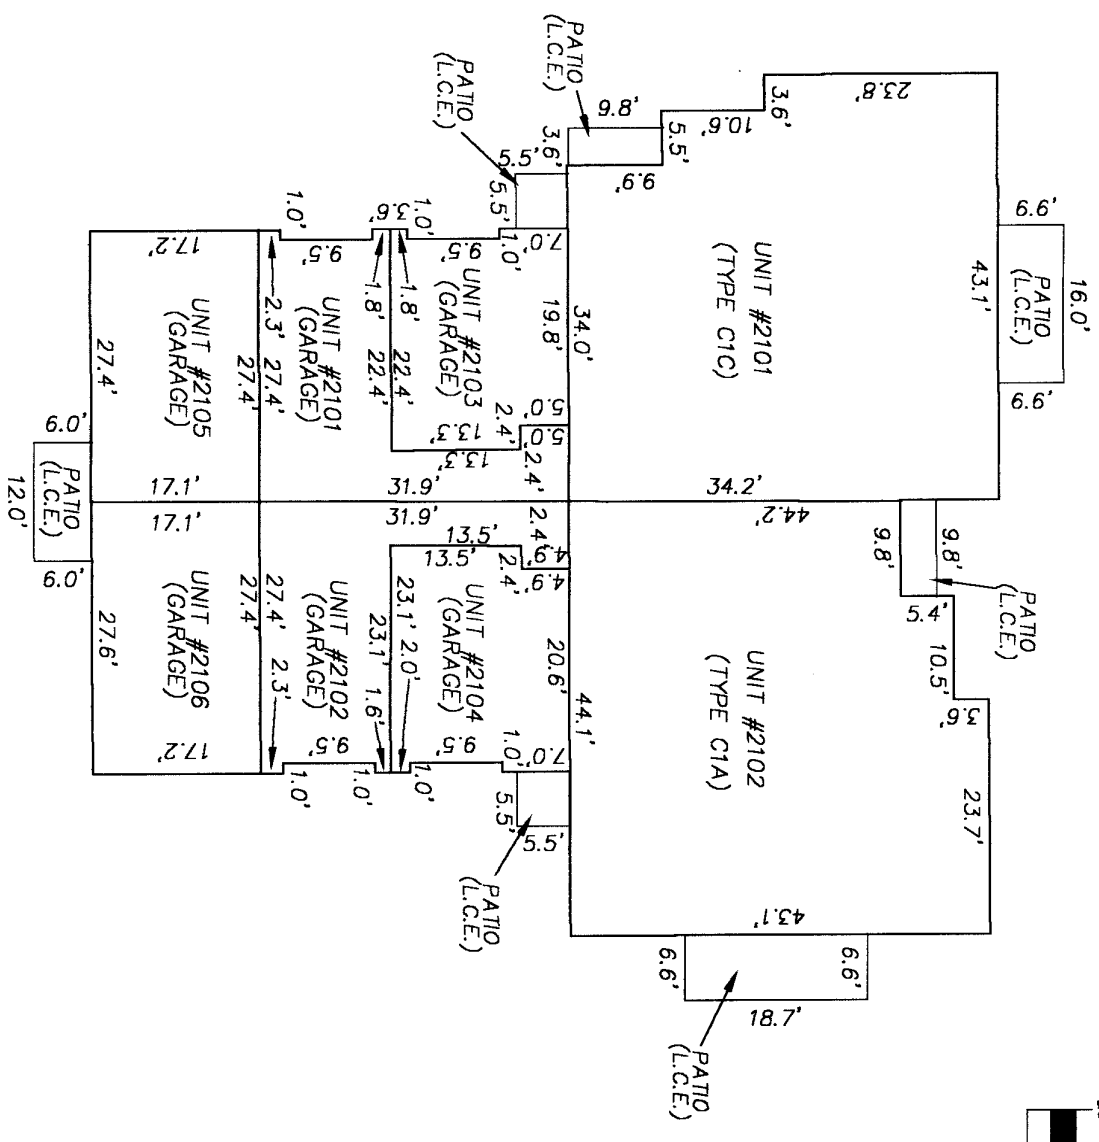 PATIO
(L.C.E.)
PATIO
(L.C.E.)
9.8'
3.6'
5.5'
5.5'
5.5'
9.9'
10.6'
3.6'
23.8'
9.9'
16.0'
PATIO
(L.C.E.)
9.9'
43.1'
UNIT #2101
(TYPE C1C)
34.0'
34.2'
7.0'
1.0'
9.5'
1.0'
3.6'
1.0'
9.5'
17.2'
2.3'
1.8'
1.8'
19.8'
UNIT #2103
(GARAGE)
22.4'
22.4'
UNIT #2101
(GARAGE)
27.4'
27.4'
UNIT #2105
(GARAGE)
27.4'
5.0'
5.0'
2.4'
2.4'
13.3'
13.3'
31.6'
31.6'
17.1'
17.1'
6.0'
PATIO
(L.C.E.)
12.0'
6.0'
2.4'
4.9'
4.9'
2.4'
13.5'
13.5'
44.2'
9.8'
9.8'
PATIO
(L.C.E.)
5.4'
10.5'
3.6'
23.7'
UNIT #2102
(TYPE C1A)
44.1'
43.1'
20.6'
UNIT #2104
(GARAGE)
23.1'
23.1'
2.0'
1.6'
UNIT #2102
(GARAGE)
27.4'
27.4'
2.3'
UNIT #2106
(GARAGE)
27.6'
17.2'
9.5'
1.0'
1.0'
1.0'
9.5'
1.0'
7.0'
5.5'
5.5'
PATIO
(L.C.E.)
6.6'
6.6'
18.7'
PATIO
(L.C.E.)